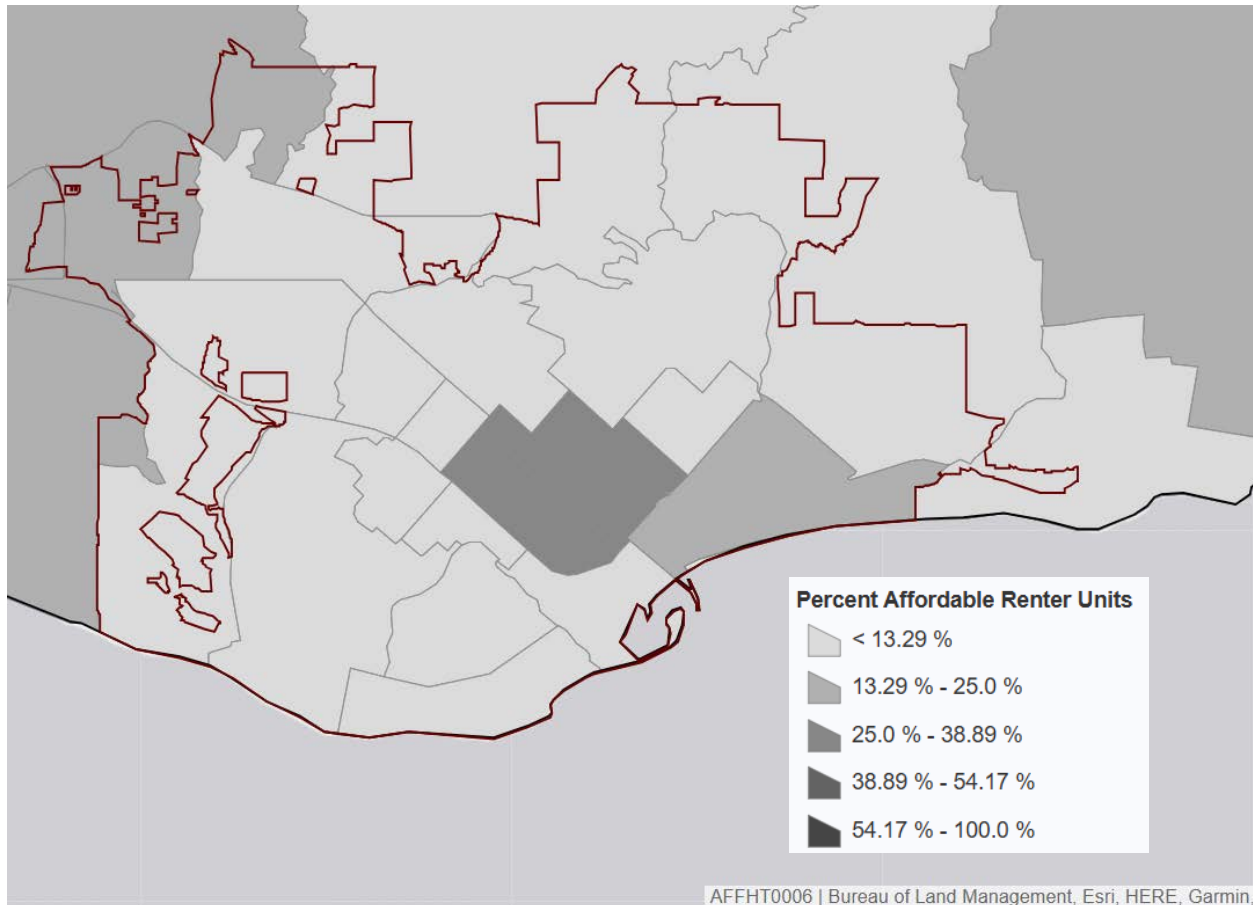 Percent Affordable Renter Units
< 13.29 %
13.29 % - 25.0 %
25.0 % - 38.89 %
38.89 % - 54.17 %
54.17 % - 100.0 %
AFFHT0006 | Bureau of Land Management, Esri, HERE, Garmin,